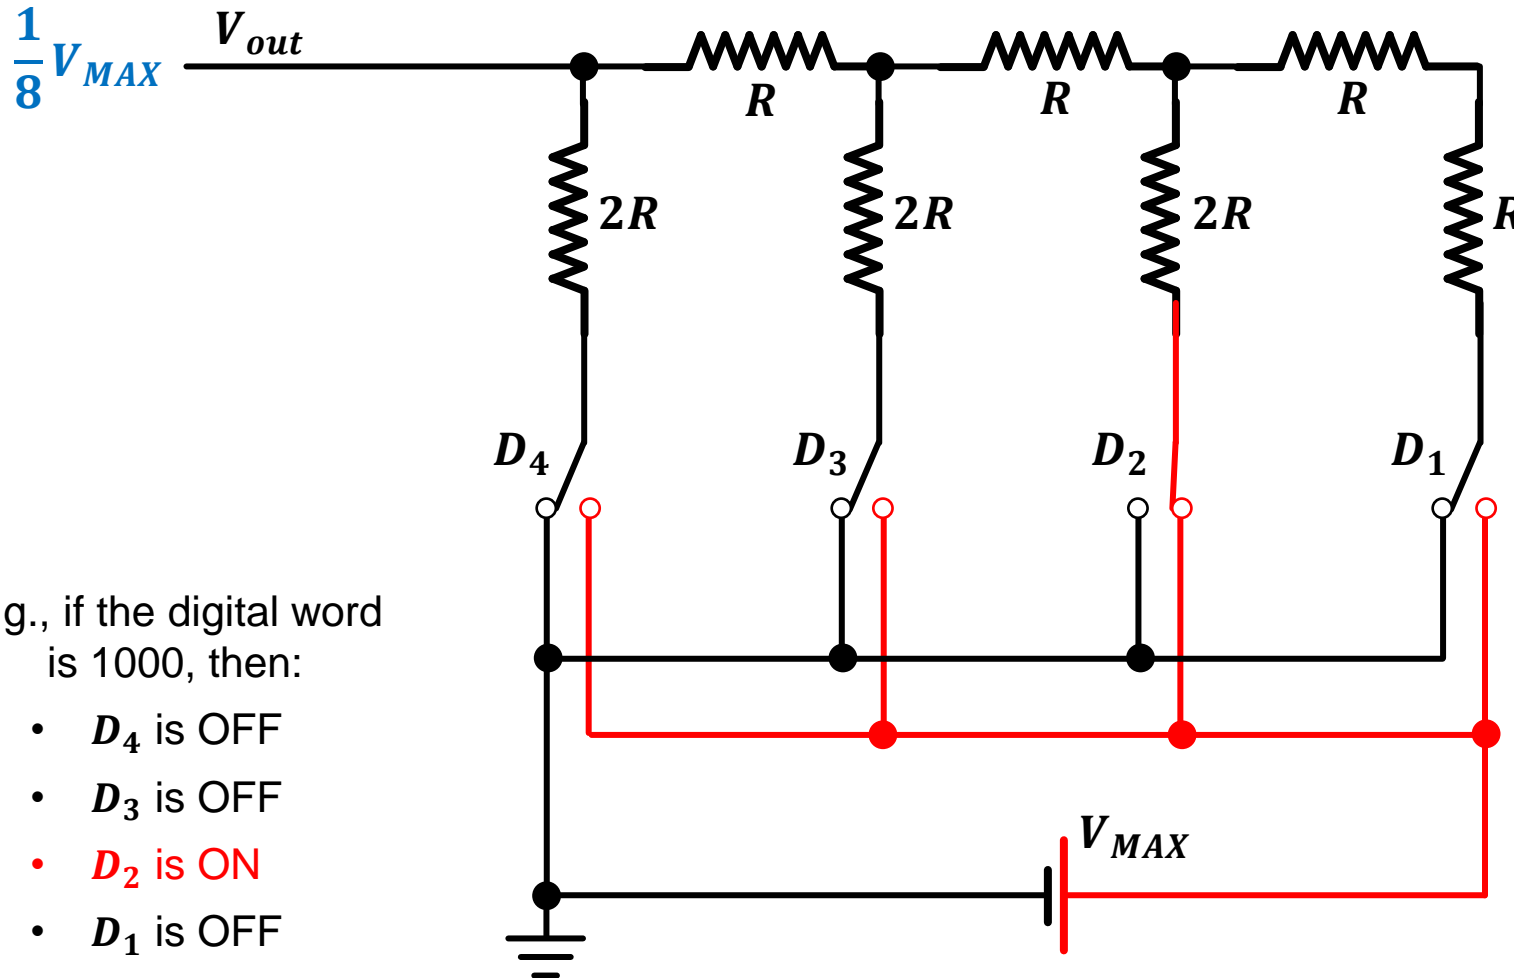 1/8 V_MAX
V_out
R
R
R
2R
2R
2R
R
D_4
D_3
D_2
D_1
g., if the digital word
is 1000, then:
• D_4 is OFF
• D_3 is OFF
• D_2 is ON
• D_1 is OFF
V_MAX